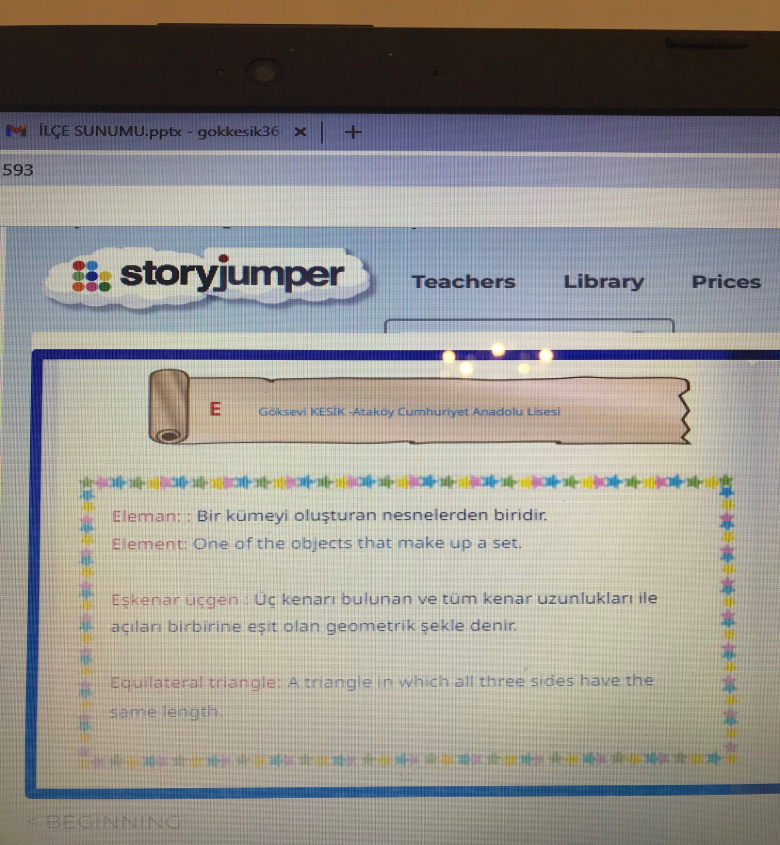 İLÇE SUNUMU.pptx - gokkesik36 × | +
593
storyjumper
Teachers Library Prices
E Göksevi KESİK -Ataköy Cumhuriyet Anadolu Lisesi
Eleman: : Bir kümeyi oluşturan nesnelerden biridir.
Element: One of the objects that make up a set.
Eşkenar üçgen : Üç kenarı bulunan ve tüm kenar uzunlukları ile
açıları birbirine eşit olan geometrik şekle denir.
Equilateral triangle: A triangle in which all three sides have the
same length.
< BEGINNING